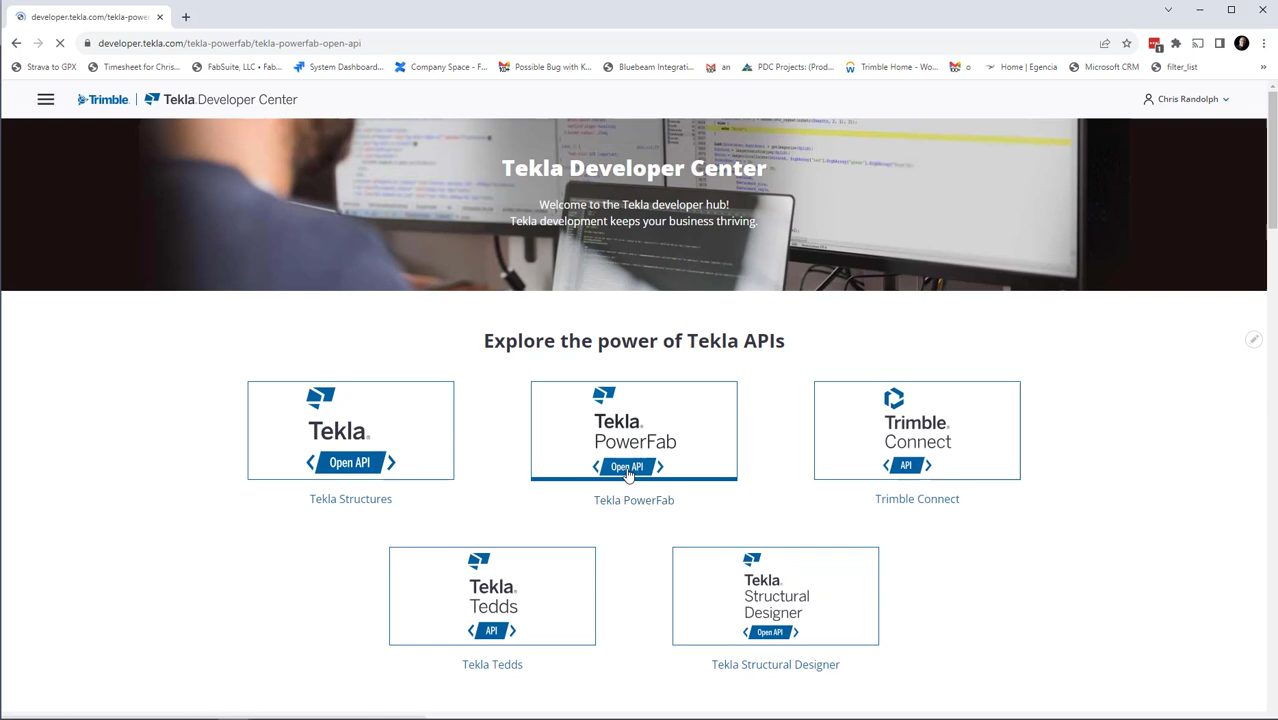 developer.tekla.com/tekla-powe
developer.tekla.com/tekla-powerfab/tekla-powerfab-open-api
Strava to GPX
Timesheet for Chris...
FabSuite, LLC • Fab...
System Dashboard...
Company Space - F...
Possible Bug with K...
Bluebeam Integrati...
an
PDC Projects: (Prod...
Trimble Home - Wo...
o
Home | Egencia
Microsoft CRM
filter_list
»
Trimble. | Tekla Developer Center
Chris Randolph
Tekla Developer Center
Welcome to the Tekla developer hub!
Tekla development keeps your business thriving.
Explore the power of Tekla APIs
Tekla.
Open API
Tekla Structures
Tekla.
PowerFab
Open API
Tekla PowerFab
Trimble.
Connect
API
Trimble Connect
Tekla.
Tedds
API
Tekla Tedds
Tekla.
Structural
Designer
Open API
Tekla Structural Designer